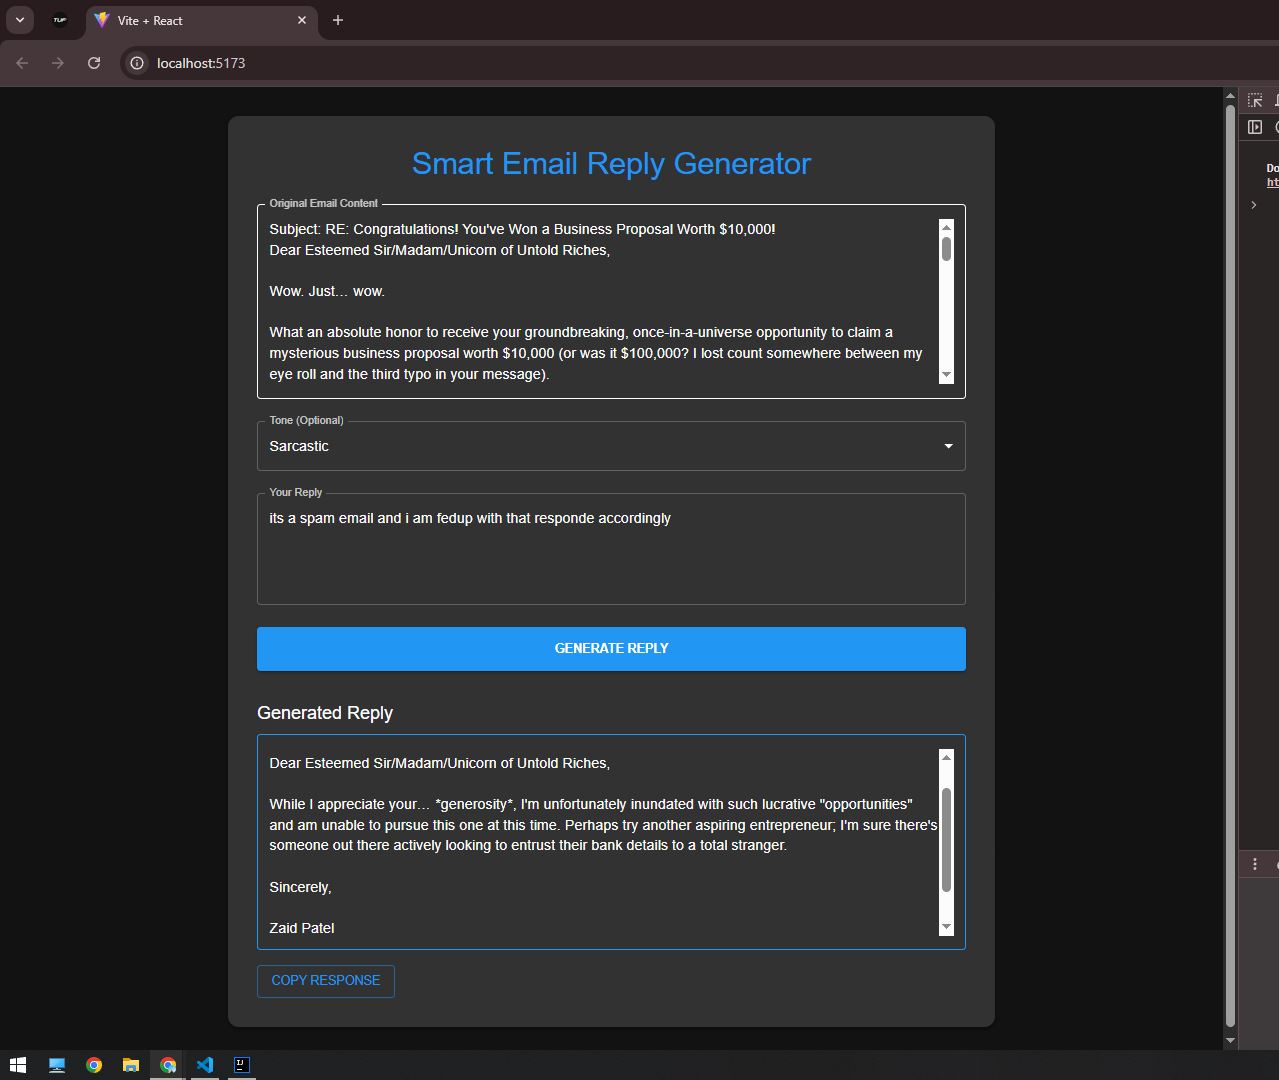 TUF
Vite + React
localhost:5173
Smart Email Reply Generator
Original Email Content
Subject: RE: Congratulations! You've Won a Business Proposal Worth $10,000!
Dear Esteemed Sir/Madam/Unicorn of Untold Riches,
Wow. Just… wow.
What an absolute honor to receive your groundbreaking, once-in-a-universe opportunity to claim a
mysterious business proposal worth $10,000 (or was it $100,000? I lost count somewhere between my
eye roll and the third typo in your message).
Tone (Optional)
Sarcastic
Your Reply
its a spam email and i am fedup with that responde accordingly
GENERATE REPLY
Generated Reply
Dear Esteemed Sir/Madam/Unicorn of Untold Riches,
While I appreciate your… *generosity*, I'm unfortunately inundated with such lucrative "opportunities"
and am unable to pursue this one at this time. Perhaps try another aspiring entrepreneur; I'm sure there's
someone out there actively looking to entrust their bank details to a total stranger.
Sincerely,
Zaid Patel
COPY RESPONSE
Do
ht
IJ